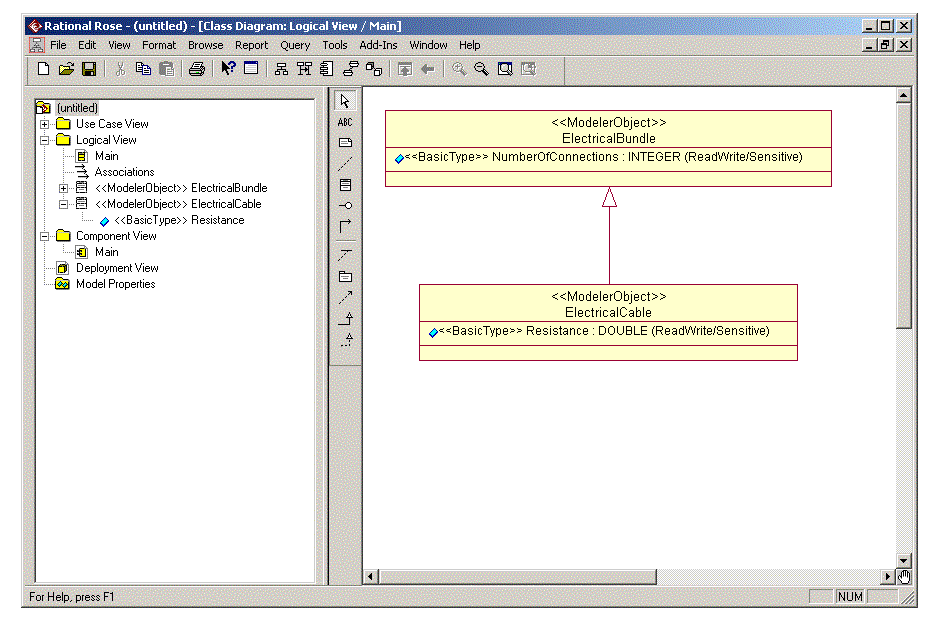 Rational Rose - (untitled) - [Class Diagram: Logical View / Main]
File Edit View Format Browse Report Query Tools Add-Ins Window Help
(untitled)
Use Case View
Logical View
Main
Associations
<<ModelerObject>> ElectricalBundle
<<ModelerObject>> ElectricalCable
<<BasicType>> Resistance
Component View
Main
Deployment View
Model Properties
ABC
<<ModelerObject>>
ElectricalBundle
<<BasicType>> NumberOfConnections : INTEGER (ReadWrite/Sensitive)
<<ModelerObject>>
ElectricalCable
<<BasicType>> Resistance : DOUBLE (ReadWrite/Sensitive)
For Help, press F1
NUM